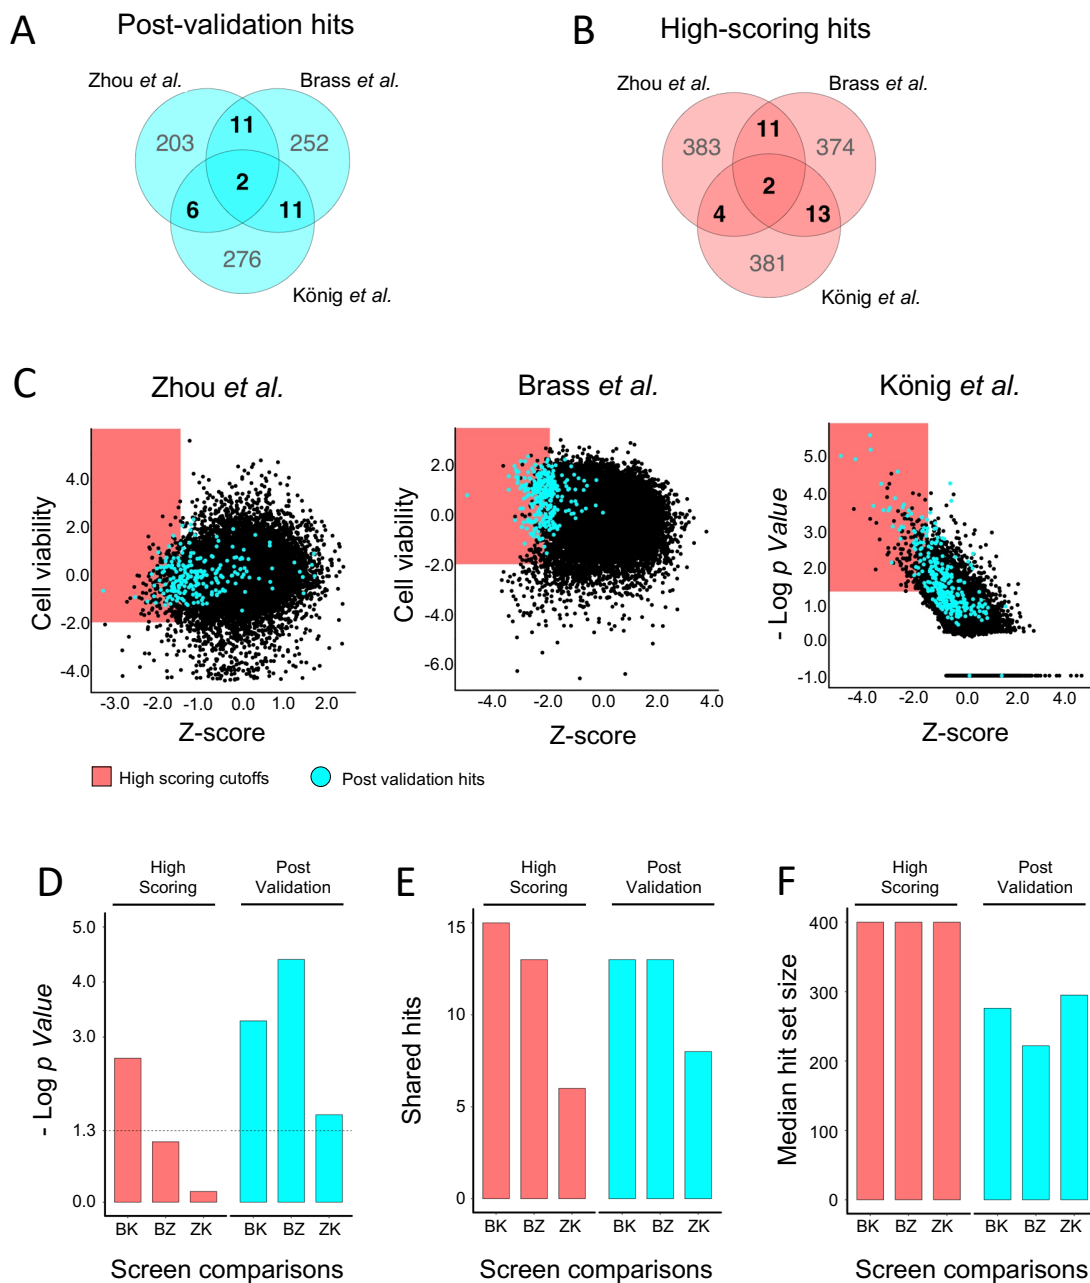 A
Post-validation hits
Zhou et al.
Brass et al.
11
203
252
2
6
11
276
König et al.
B
High-scoring hits
Zhou et al.
Brass et al.
11
383
374
2
4
13
381
König et al.
C
Zhou et al.
Cell viability
4.0
2.0
0.0
-2.0
-4.0
-3.0 -2.0 -1.0 0.0 1.0 2.0
Z-score
Brass et al.
Cell viability
2.0
0.0
-2.0
-4.0
-6.0
-4.0 -2.0 0.0 2.0 4.0
Z-score
König et al.
- Log p Value
5.0
4.0
3.0
2.0
1.0
0.0
-1.0
-4.0 -2.0 0.0 2.0 4.0
Z-score
High scoring cutoffs
Post validation hits
D
High
Scoring
Post
Validation
- Log p Value
5.0
4.0
3.0
1.3
0.0
BK BZ ZK BK BZ ZK
Screen comparisons
E
High
Scoring
Post
Validation
Shared hits
15
10
5
0
BK BZ ZK BK BZ ZK
Screen comparisons
F
High
Scoring
Post
Validation
Median hit set size
400
300
200
100
0
BK BZ ZK BK BZ ZK
Screen comparisons